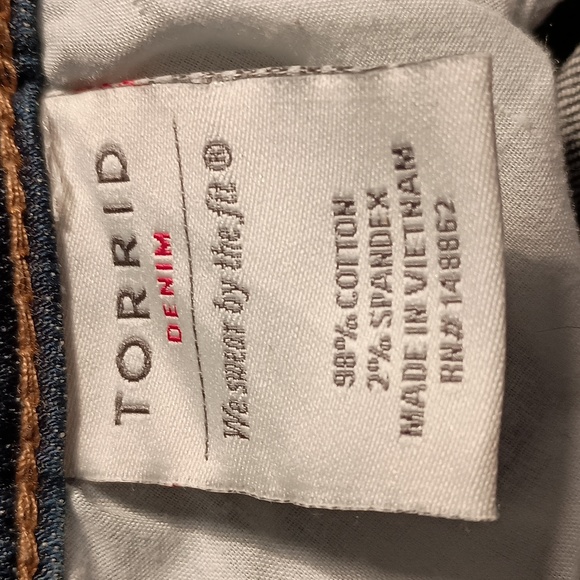 TORRID
DENIM
We swear by the fit ®
98% COTTON
2% SPANDEX
MADE IN VIETNAM
RN# 148862